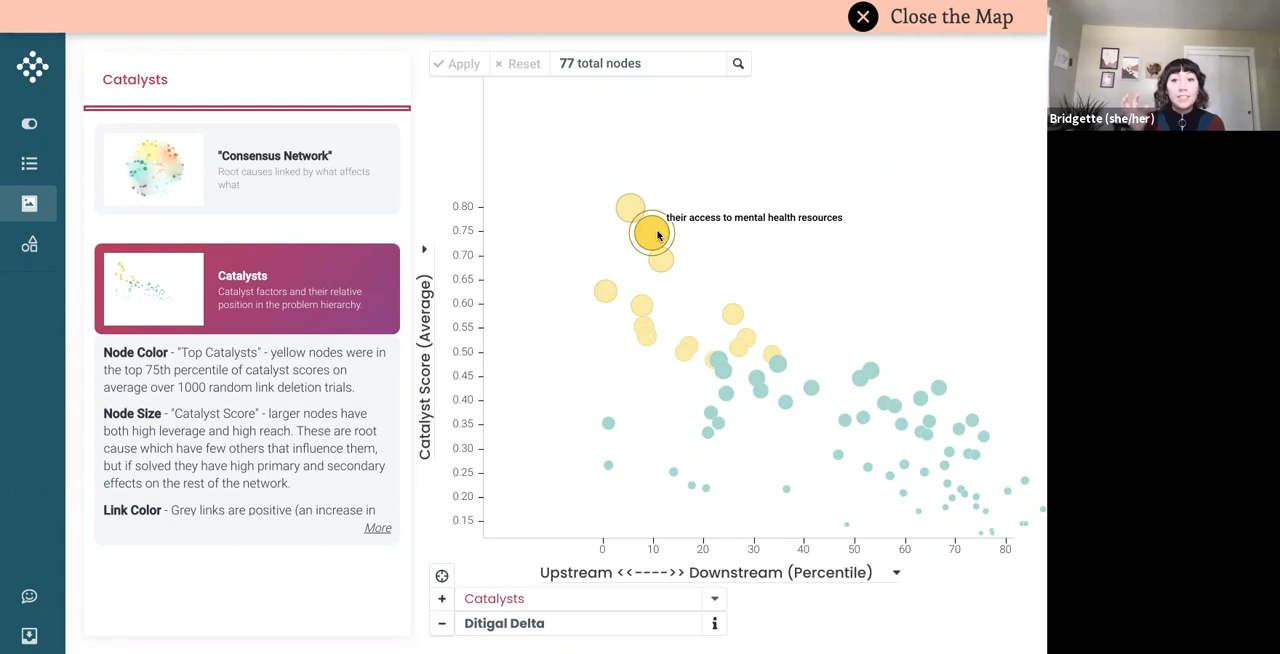 Close the Map
Catalysts
Apply
Reset
77 total nodes
"Consensus Network"
Root causes linked by what affects
what
Catalysts
Catalyst factors and their relative
position in the problem hierarchy.
Node Color - "Top Catalysts" - yellow nodes were in
the top 75th percentile of catalyst scores on
average over 1000 random link deletion trials.
Node Size - "Catalyst Score" - larger nodes have
both high leverage and high reach. These are root
cause which have few others that influence them,
but if solved they have high primary and secondary
effects on the rest of the network.
Link Color - Grey links are positive (an increase in
More
Catalyst Score (Average)
0.80
0.75
0.70
0.65
0.60
0.55
0.50
0.45
0.40
0.35
0.30
0.25
0.20
0.15
their access to mental health resources
0 10 20 30 40 50 60 70 80
Upstream <<---->> Downstream (Percentile)
+ Catalysts
− Ditigal Delta i
Bridgette (she/her)